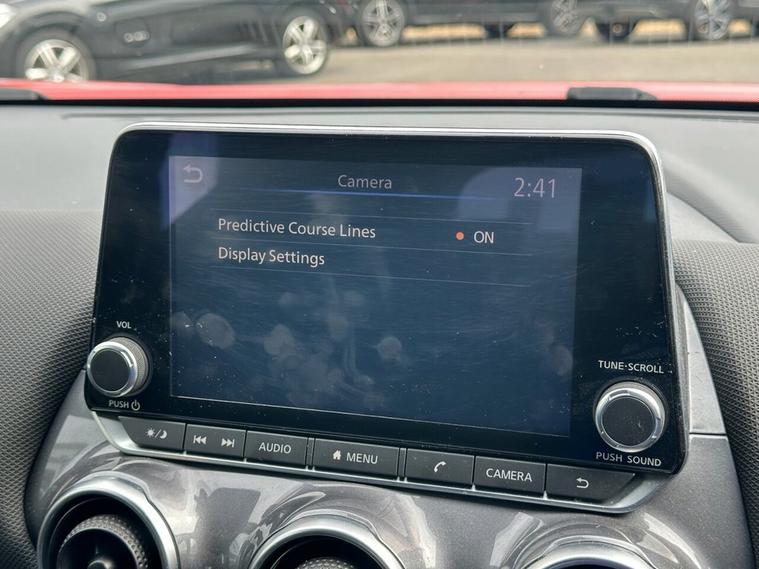 Camera
2:41
Predictive Course Lines ON
Display Settings
VOL
PUSH
TUNE·SCROLL
PUSH SOUND
AUDIO
MENU
CAMERA